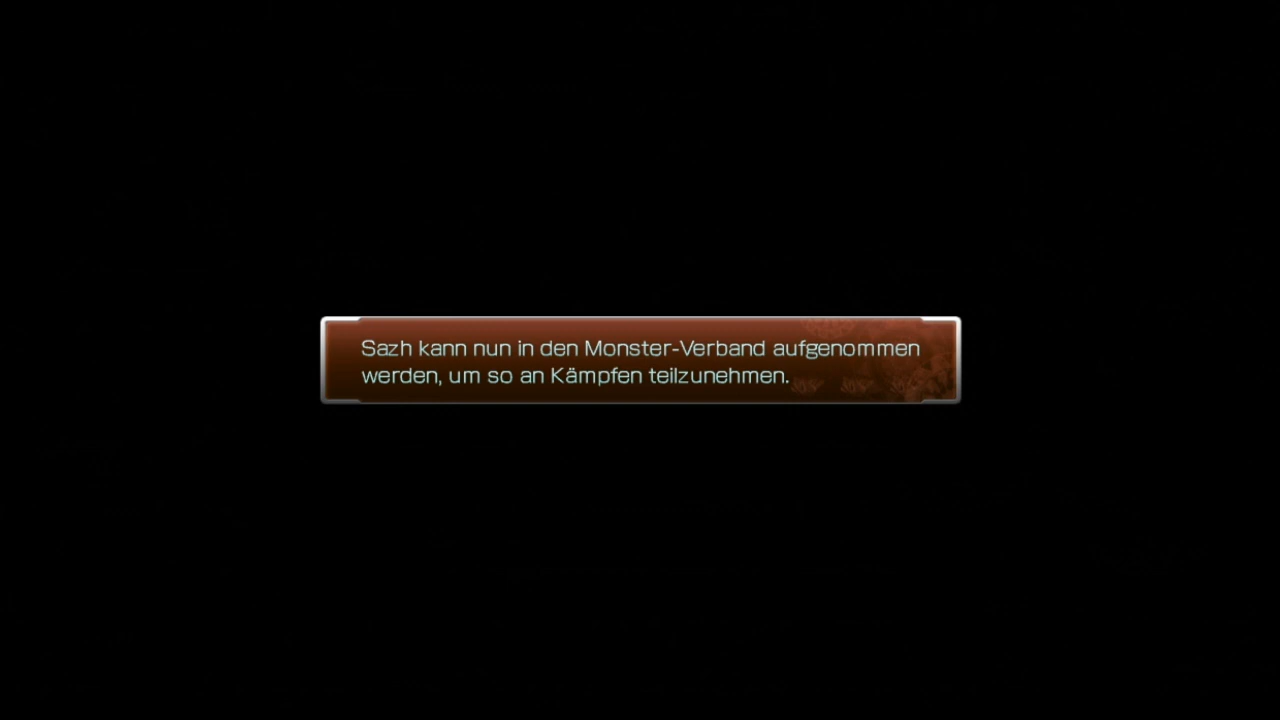 Sazh kann nun in den Monster-Verband aufgenommen
werden, um so an Kämpfen teilzunehmen.